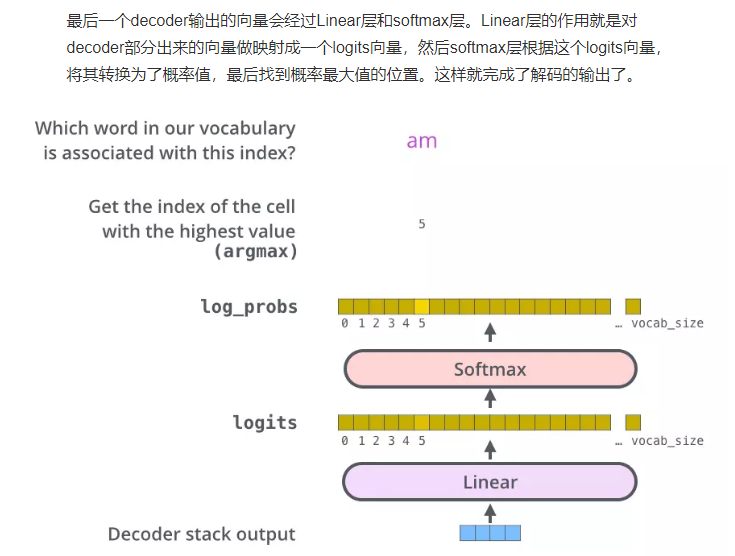 最后一个decoder输出的向量会经过Linear层和softmax层。Linear层的作用就是对
decoder部分出来的向量做映射成一个logits向量，然后softmax层根据这个logits向量，
将其转换为了概率值，最后找到概率最大值的位置。这样就完成了解码的输出了。
Which word in our vocabulary
is associated with this index?
am
Get the index of the cell
with the highest value
(argmax)
5
log_probs
0 1 2 3 4 5 … vocab_size
Softmax
logits
0 1 2 3 4 5 … vocab_size
Linear
Decoder stack output